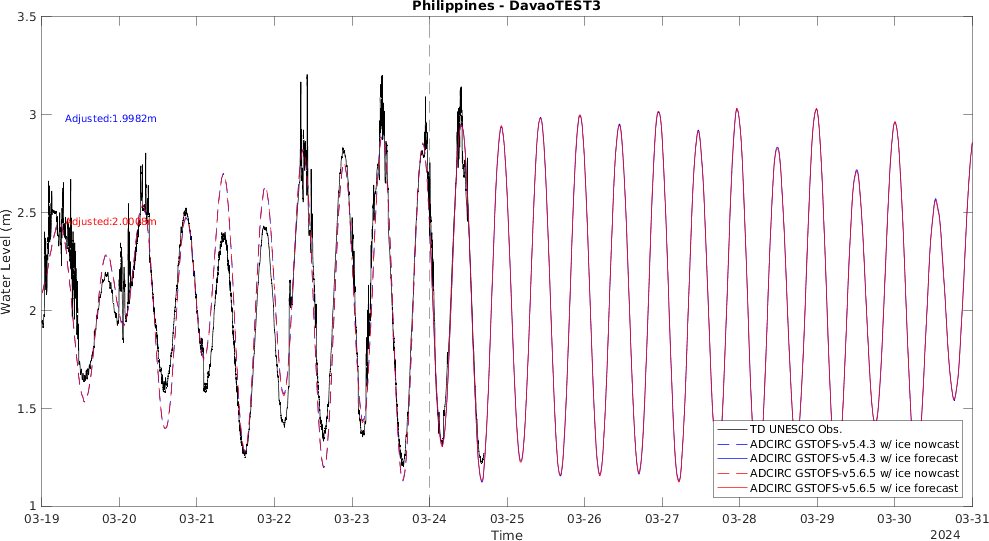 Philippines - DavaoTEST3
3.5
3
2.5
2
1.5
1
Water Level (m)
Adjusted:1.9982m
Adjusted:2.0088m
TD UNESCO Obs.
ADCIRC GSTOFS-v5.4.3 w/ ice nowcast
ADCIRC GSTOFS-v5.4.3 w/ ice forecast
ADCIRC GSTOFS-v5.6.5 w/ ice nowcast
ADCIRC GSTOFS-v5.6.5 w/ ice forecast
03-19 03-20 03-21 03-22 03-23 03-24 03-25 03-26 03-27 03-28 03-29 03-30 03-31
Time
2024